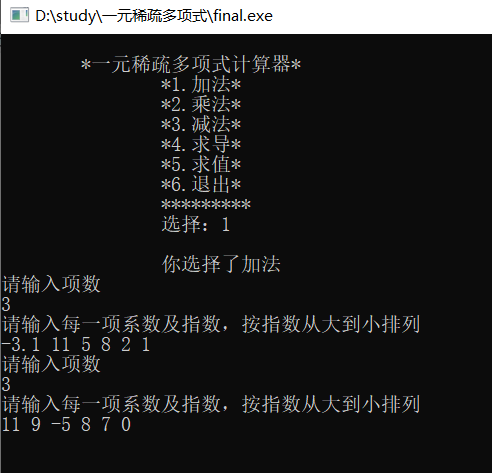 D:\study\一元稀疏多项式\final.exe
*一元稀疏多项式计算器*
*1.加法*
*2.乘法*
*3.减法*
*4.求导*
*5.求值*
*6.退出*
*********
选择：1
你选择了加法
请输入项数
3
请输入每一项系数及指数，按指数从大到小排列
-3.1 11 5 8 2 1
请输入项数
3
请输入每一项系数及指数，按指数从大到小排列
11 9 -5 8 7 0